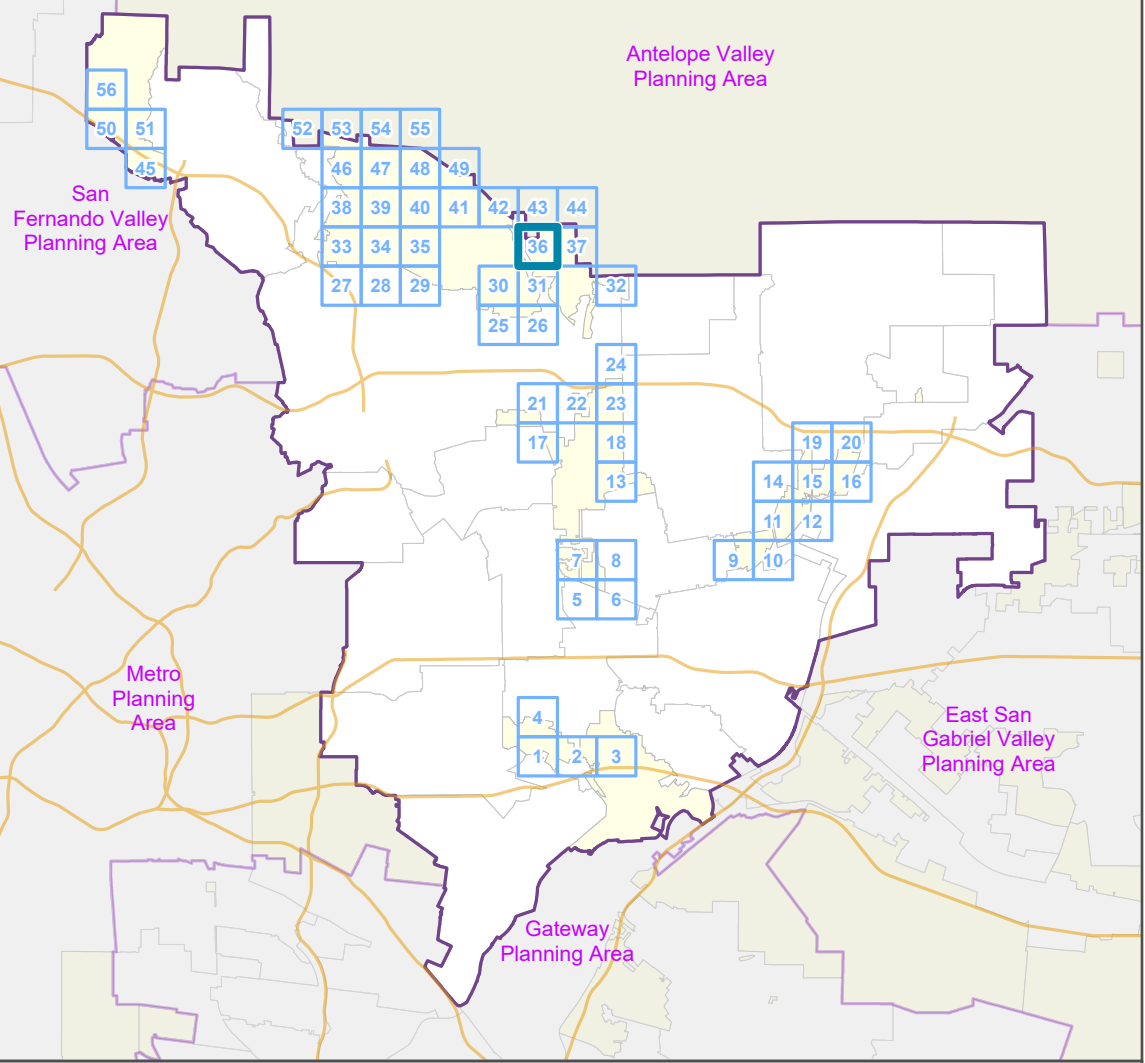 Antelope Valley
Planning Area
56
50 51
52 53 54 55
45
46 47 48 49
San
Fernando Valley
Planning Area
38 39 40 41 42 43 44
33 34 35 36 37
27 28 29 30 31 32
25 26
24
21 22 23
17 18 19 20
13 14 15 16
11 12
7 8 9 10
5 6
Metro
Planning
Area
4
East San
Gabriel Valley
Planning Area
1 2 3
Gateway
Planning Area